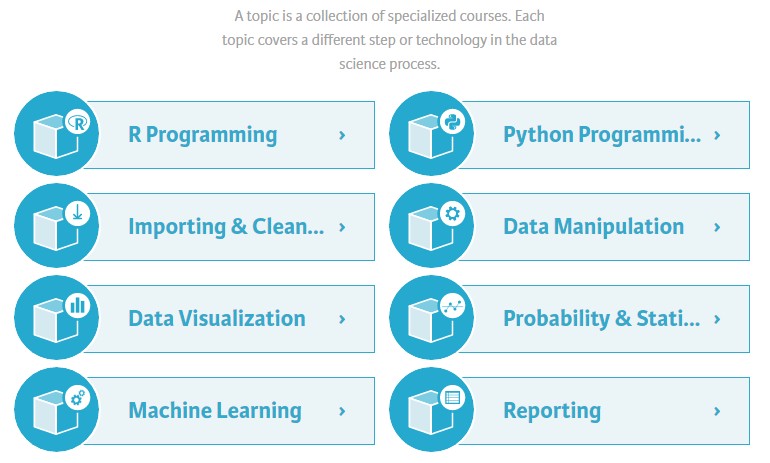 A topic is a collection of specialized courses. Each
topic covers a different step or technology in the data
science process.
R Programming
Python Programmi...
Importing & Clean...
Data Manipulation
Data Visualization
Probability & Stati...
Machine Learning
Reporting